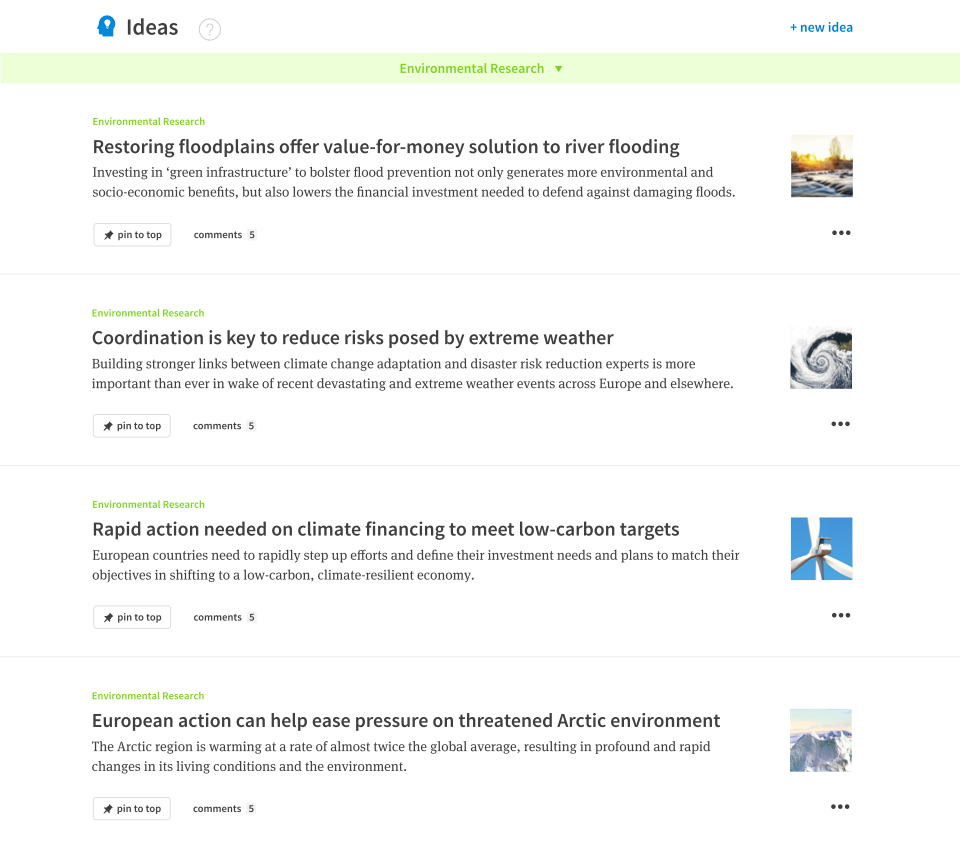 Ideas ?
+ new idea
Environmental Research ▼
Environmental Research
Restoring floodplains offer value-for-money solution to river flooding
Investing in ‘green infrastructure’ to bolster flood prevention not only generates more environmental and
socio-economic benefits, but also lowers the financial investment needed to defend against damaging floods.
pin to top comments 5
Environmental Research
Coordination is key to reduce risks posed by extreme weather
Building stronger links between climate change adaptation and disaster risk reduction experts is more
important than ever in wake of recent devastating and extreme weather events across Europe and elsewhere.
pin to top comments 5
Environmental Research
Rapid action needed on climate financing to meet low-carbon targets
European countries need to rapidly step up efforts and define their investment needs and plans to match their
objectives in shifting to a low-carbon, climate-resilient economy.
pin to top comments 5
Environmental Research
European action can help ease pressure on threatened Arctic environment
The Arctic region is warming at a rate of almost twice the global average, resulting in profound and rapid
changes in its living conditions and the environment.
pin to top comments 5